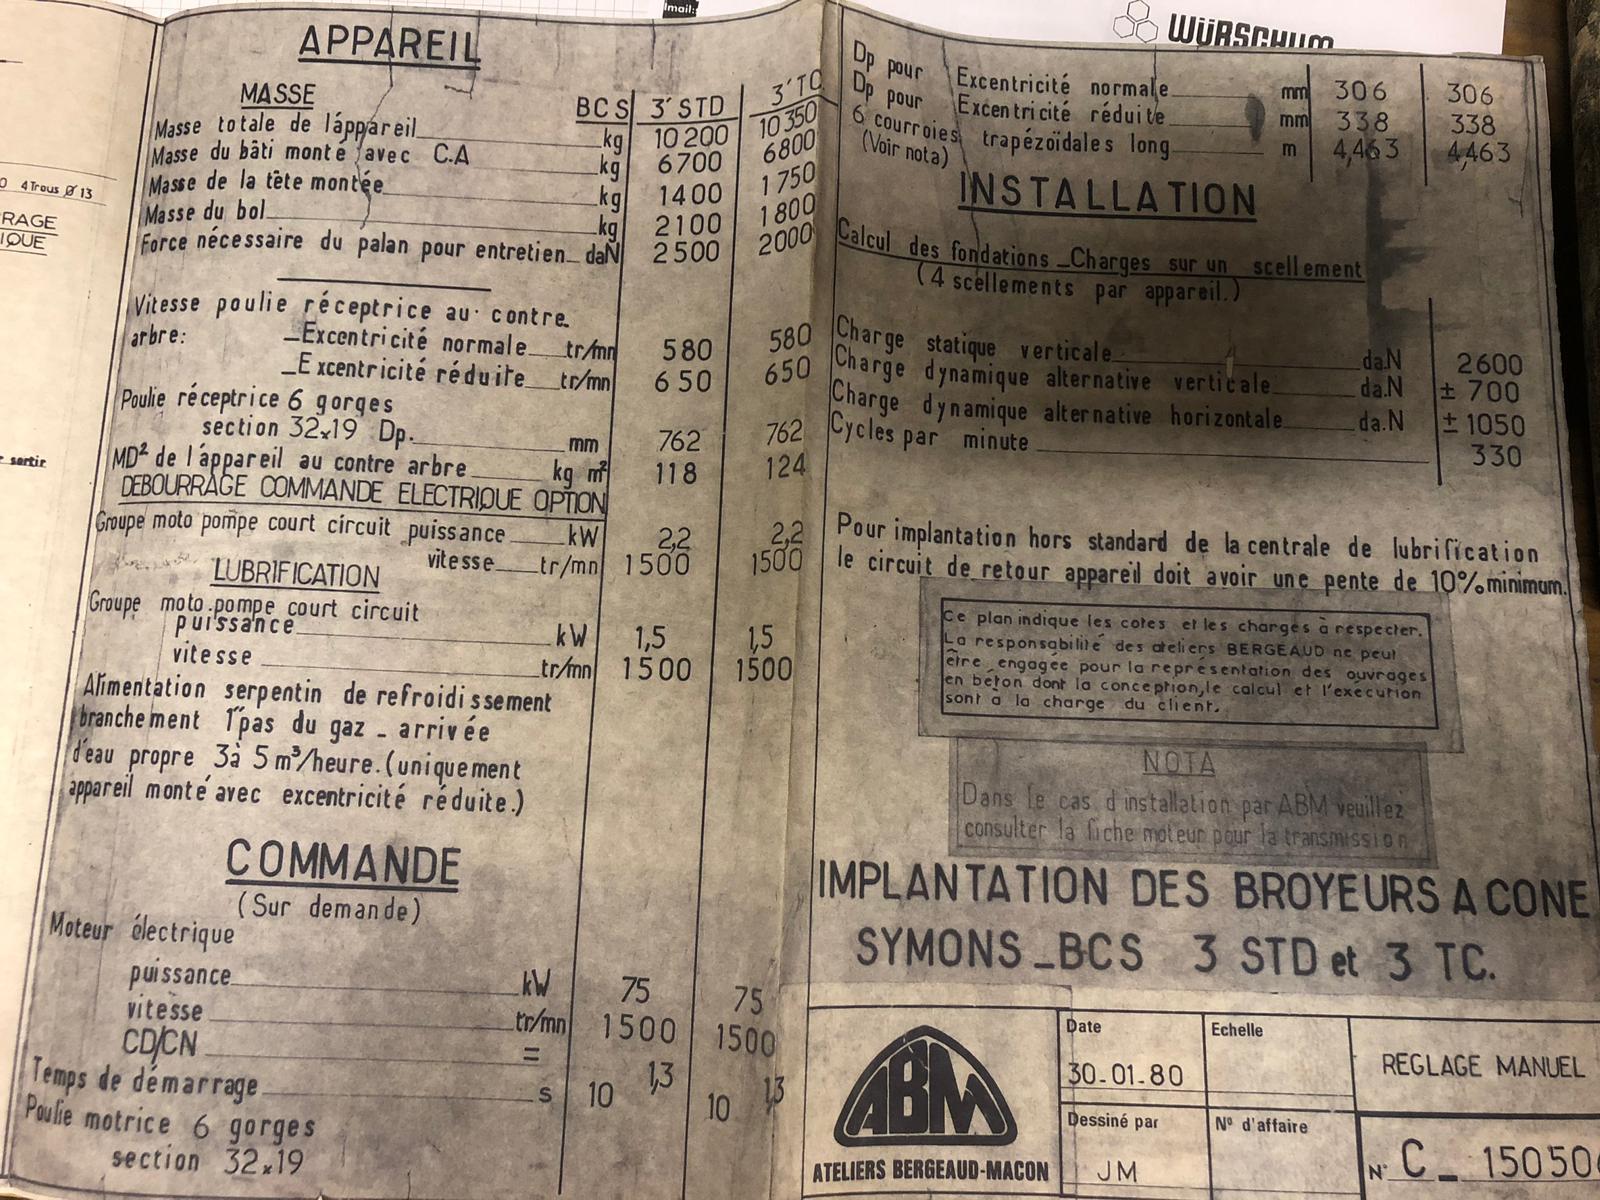 lmail:
WÜRSCHUM
4 Trous Ø 13
RAGE
IQUE
sortir
APPAREIL
MASSE BCS 3' STD 3' TC
Masse totale de l'appareil kg 10 200 10 350
Masse du bâti monté avec C.A kg 6700 6800
Masse de la tête montée kg 1400 1750
Masse du bol kg 2100 1800
Force nécessaire du palan pour entretien_ daN 2500 2000
Vitesse poulie réceptrice au contre_
arbre: _Excentricité normale tr/mn 580 580
_Excentricité réduite tr/mn 650 650
Poulie réceptrice 6 gorges
section 32x19 Dp. mm 762 762
MD² de l'appareil au contre arbre kg m² 118 124
DEBOURRAGE COMMANDE ELECTRIQUE OPTION
Groupe moto pompe court circuit puissance kW 2,2 2,2
vitesse tr/mn 1500 1500
LUBRIFICATION
Groupe moto.pompe court circuit
puissance kW 1,5 1,5
vitesse tr/mn 1500 1500
Alimentation serpentin de refroidissement
branchement 1"pas du gaz _ arrivée
d'eau propre 3à 5 m³/heure.(uniquement
appareil monté avec excentricité réduite.)
COMMANDE
(Sur demande)
Moteur électrique
puissance kW 75 75
vitesse tr/mn 1500 1500
CD/CN = 1,3 1,3
Temps de démarrage s 10 10
Poulie motrice 6 gorges
section 32x19
Dp pour Excentricité normale mm 306 306
Dp pour Excentricité réduite mm 338 338
6 courroies trapézoïdales long m 4,463 4,463
(Voir nota)
INSTALLATION
Calcul des fondations _Charges sur un scellement
(4 scellements par appareil.)
Charge statique verticale da.N 2600
Charge dynamique alternative verticale da.N ± 700
Charge dynamique alternative horizontale da.N ± 1050
Cycles par minute 330
Pour implantation hors standard de la centrale de lubrification
le circuit de retour appareil doit avoir une pente de 10% minimum.
Ce plan indique les cotes et les charges à respecter.
La responsabilité des ateliers BERGEAUD ne peut
être engagée pour la représentation des ouvrages
en béton dont la conception,le calcul et l'execution
sont à la charge du client.
NOTA
Dans le cas d'installation par ABM veuillez
consulter la fiche moteur pour la transmission
IMPLANTATION DES BROYEURS A CONE
SYMONS _BCS 3 STD et 3 TC.
ABM
ATELIERS BERGEAUD-MACON
Date
30-01-80
Echelle
REGLAGE MANUEL
Dessiné par
JM
N° d'affaire
N° C _ 15050